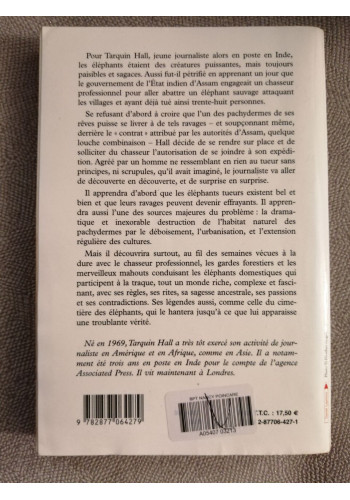 Pour Tarquin Hall, jeune journaliste alors en poste en Inde,
les éléphants étaient des créatures puissantes, mais toujours
paisibles et sagaces. Aussi fut-il pétrifié en apprenant un jour que
le gouvernement de l'État indien d'Assam engageait un chasseur
professionnel pour aller abattre un éléphant sauvage attaquant
les villages et ayant déjà tué ainsi trente-huit personnes.
Se refusant d'abord à croire que l'un des pachydermes de ses
rêves puisse se livrer à de tels ravages – et soupçonnant même,
derrière le « contrat » attribué par les autorités d'Assam, quelque
louche combinaison – Hall décide de se rendre sur place et
de solliciter du chasseur l'autorisation de se joindre à son expédi-
tion. Agréé par un homme ne ressemblant en rien au tueur sans
principes, ni scrupules, qu'il avait imaginé, le journaliste va aller
de découverte en découverte, et de surprise en surprise.
Il apprendra d'abord que les éléphants tueurs existent bel et
bien et que leurs ravages peuvent devenir effrayants. Il appren-
dra aussi l'une des sources majeures du problème : la drama-
tique et inexorable destruction de l'habitat naturel des
pachydermes par le déboisement, l'urbanisation, et l'extension
régulière des cultures.
Mais il découvrira surtout, au fil des semaines vécues à la
dure avec le chasseur professionnel, les gardes forestiers et les
merveilleux mahouts conduisant les éléphants domestiques qui
participent à la traque, tout un monde riche, complexe et fasci-
nant, avec ses règles, ses rites, sa sagesse ancestrale, ses passions
et ses contradictions. Ses légendes aussi, comme celle du cime-
tière des éléphants, qui le hantera jusqu'à ce que lui apparaisse
une troublante vérité.
Né en 1969, Tarquin Hall a très tôt exercé son activité de jour-
naliste en Amérique et en Afrique, comme en Asie. Il a notam-
ment été trois ans en poste en Inde pour le compte de l'agence
Associated Press. Il vit maintenant à Londres.
BPT NANCY POINCARE
A05407 03215
T.T.C. : 17,50 €
2-87706-427-1
9 782877 064279